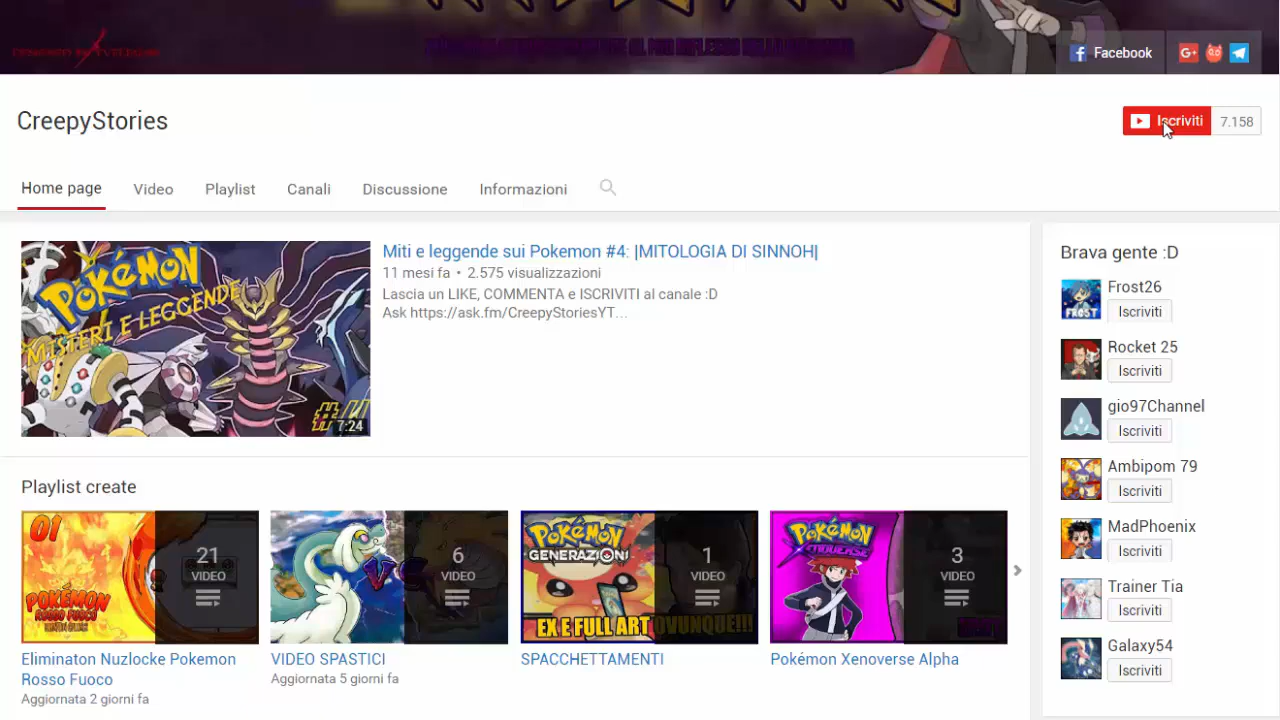 Facebook
CreepyStories
Iscriviti 7.158
Home page Video Playlist Canali Discussione Informazioni
POKÉMON
MISTERI E LEGGENDE
#4
7:24
Miti e leggende sui Pokemon #4: |MITOLOGIA DI SINNOH|
11 mesi fa • 2.575 visualizzazioni
Lascia un LIKE, COMMENTA e ISCRIVITI al canale :D
Ask https://ask.fm/CreepyStoriesYT…
Brava gente :D
Frost26
Iscriviti
Rocket 25
Iscriviti
gio97Channel
Iscriviti
Ambipom 79
Iscriviti
MadPhoenix
Iscriviti
Trainer Tia
Iscriviti
Galaxy54
Iscriviti
Playlist create
01
POKÉMON
ROSSO FUOCO
21
VIDEO
Eliminaton Nuzlocke Pokemon
Rosso Fuoco
Aggiornata 2 giorni fa
6
VIDEO
VIDEO SPASTICI
Aggiornata 5 giorni fa
POKÉMON
GENERAZIONI
EX E FULL ART OVUNQUE!!!
1
VIDEO
SPACCHETTAMENTI
POKÉMON
XENOVERSE
3
VIDEO
Pokémon Xenoverse Alpha